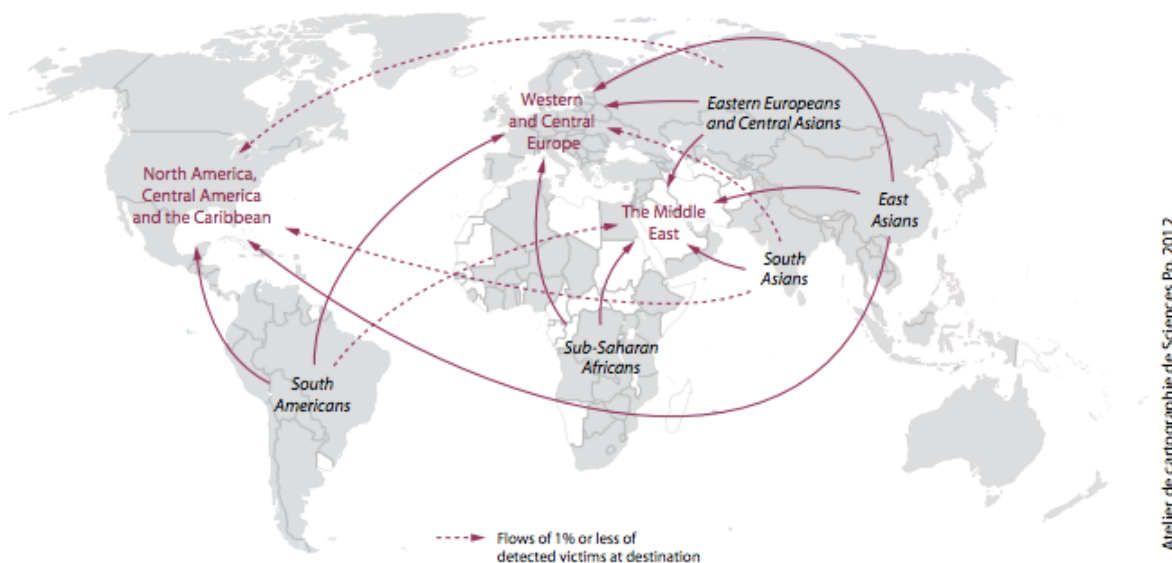 Western
and Central
Europe
Eastern Europeans
and Central Asians
North America,
Central America
and the Caribbean
The Middle
East
East
Asians
South
Asians
Sub-Saharan
Africans
South
Americans
Flows of 1% or less of
detected victims at destination
Atelier de cartographie de Sciences Po, 2012